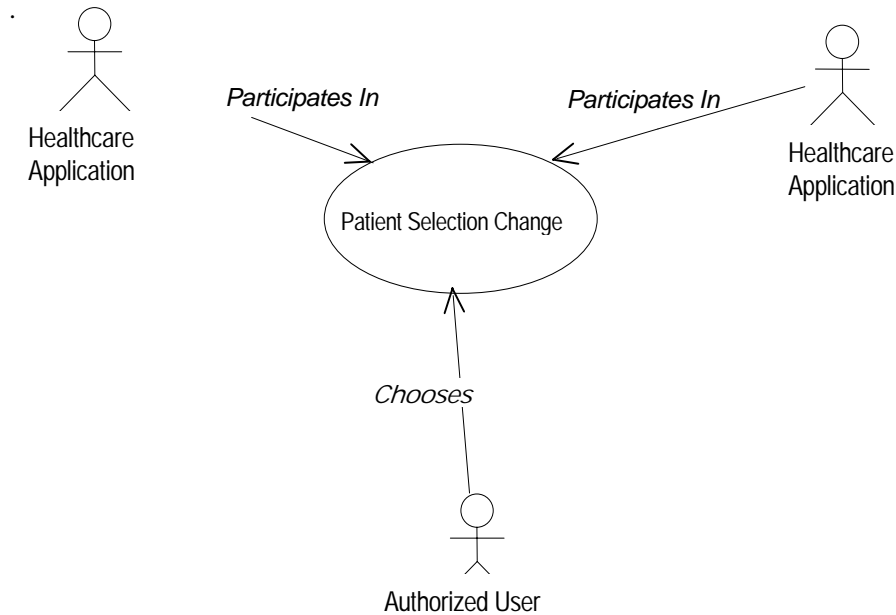 .
Participates In
Participates In
Healthcare
Application
Healthcare
Application
Patient Selection Change
Chooses
Authorized User